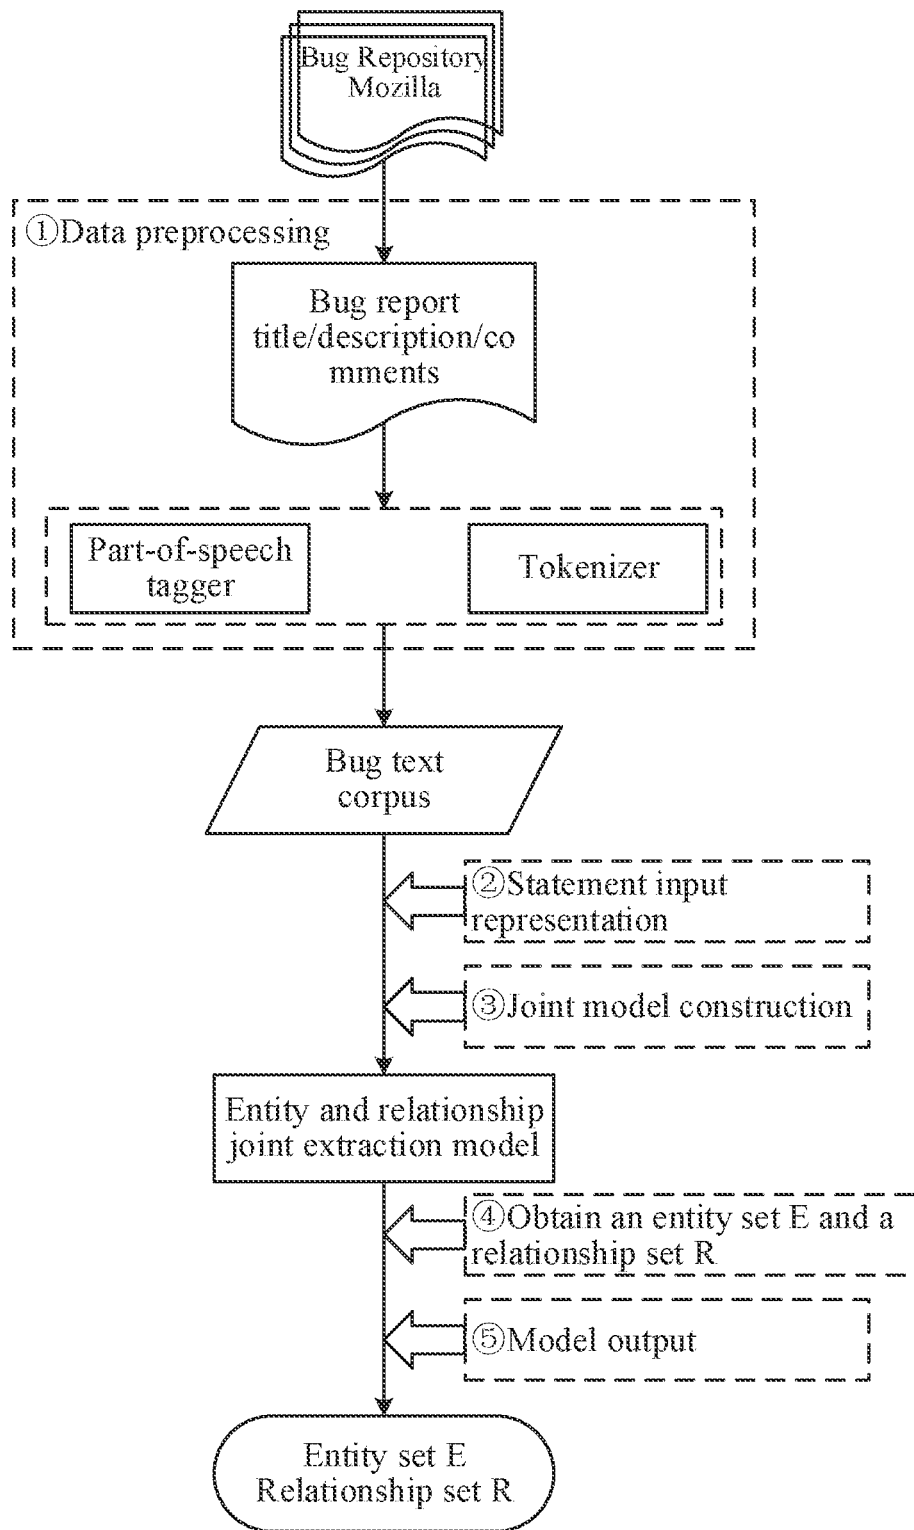 Bug Repository
Mozilla
①Data preprocessing
Bug report
title/description/co
mments
Part-of-speech
tagger
Tokenizer
Bug text
corpus
②Statement input
representation
③Joint model construction
Entity and relationship
joint extraction model
④Obtain an entity set E and a
relationship set R
⑤Model output
Entity set E
Relationship set R